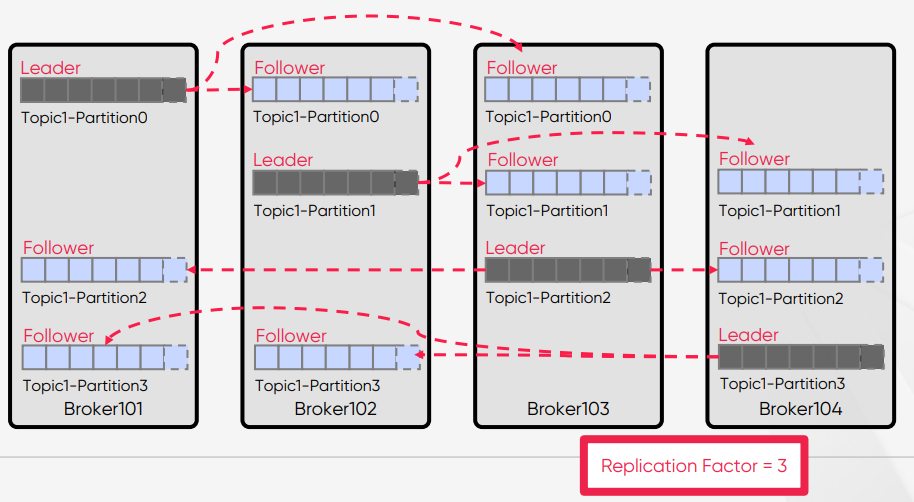 Leader
Topic1-Partition0
Follower
Topic1-Partition2
Follower
Topic1-Partition3
Broker101
Follower
Topic1-Partition0
Leader
Topic1-Partition1
Follower
Topic1-Partition3
Broker102
Follower
Topic1-Partition0
Follower
Topic1-Partition1
Leader
Topic1-Partition2
Broker103
Follower
Topic1-Partition1
Follower
Topic1-Partition2
Leader
Topic1-Partition3
Broker104
Replication Factor = 3